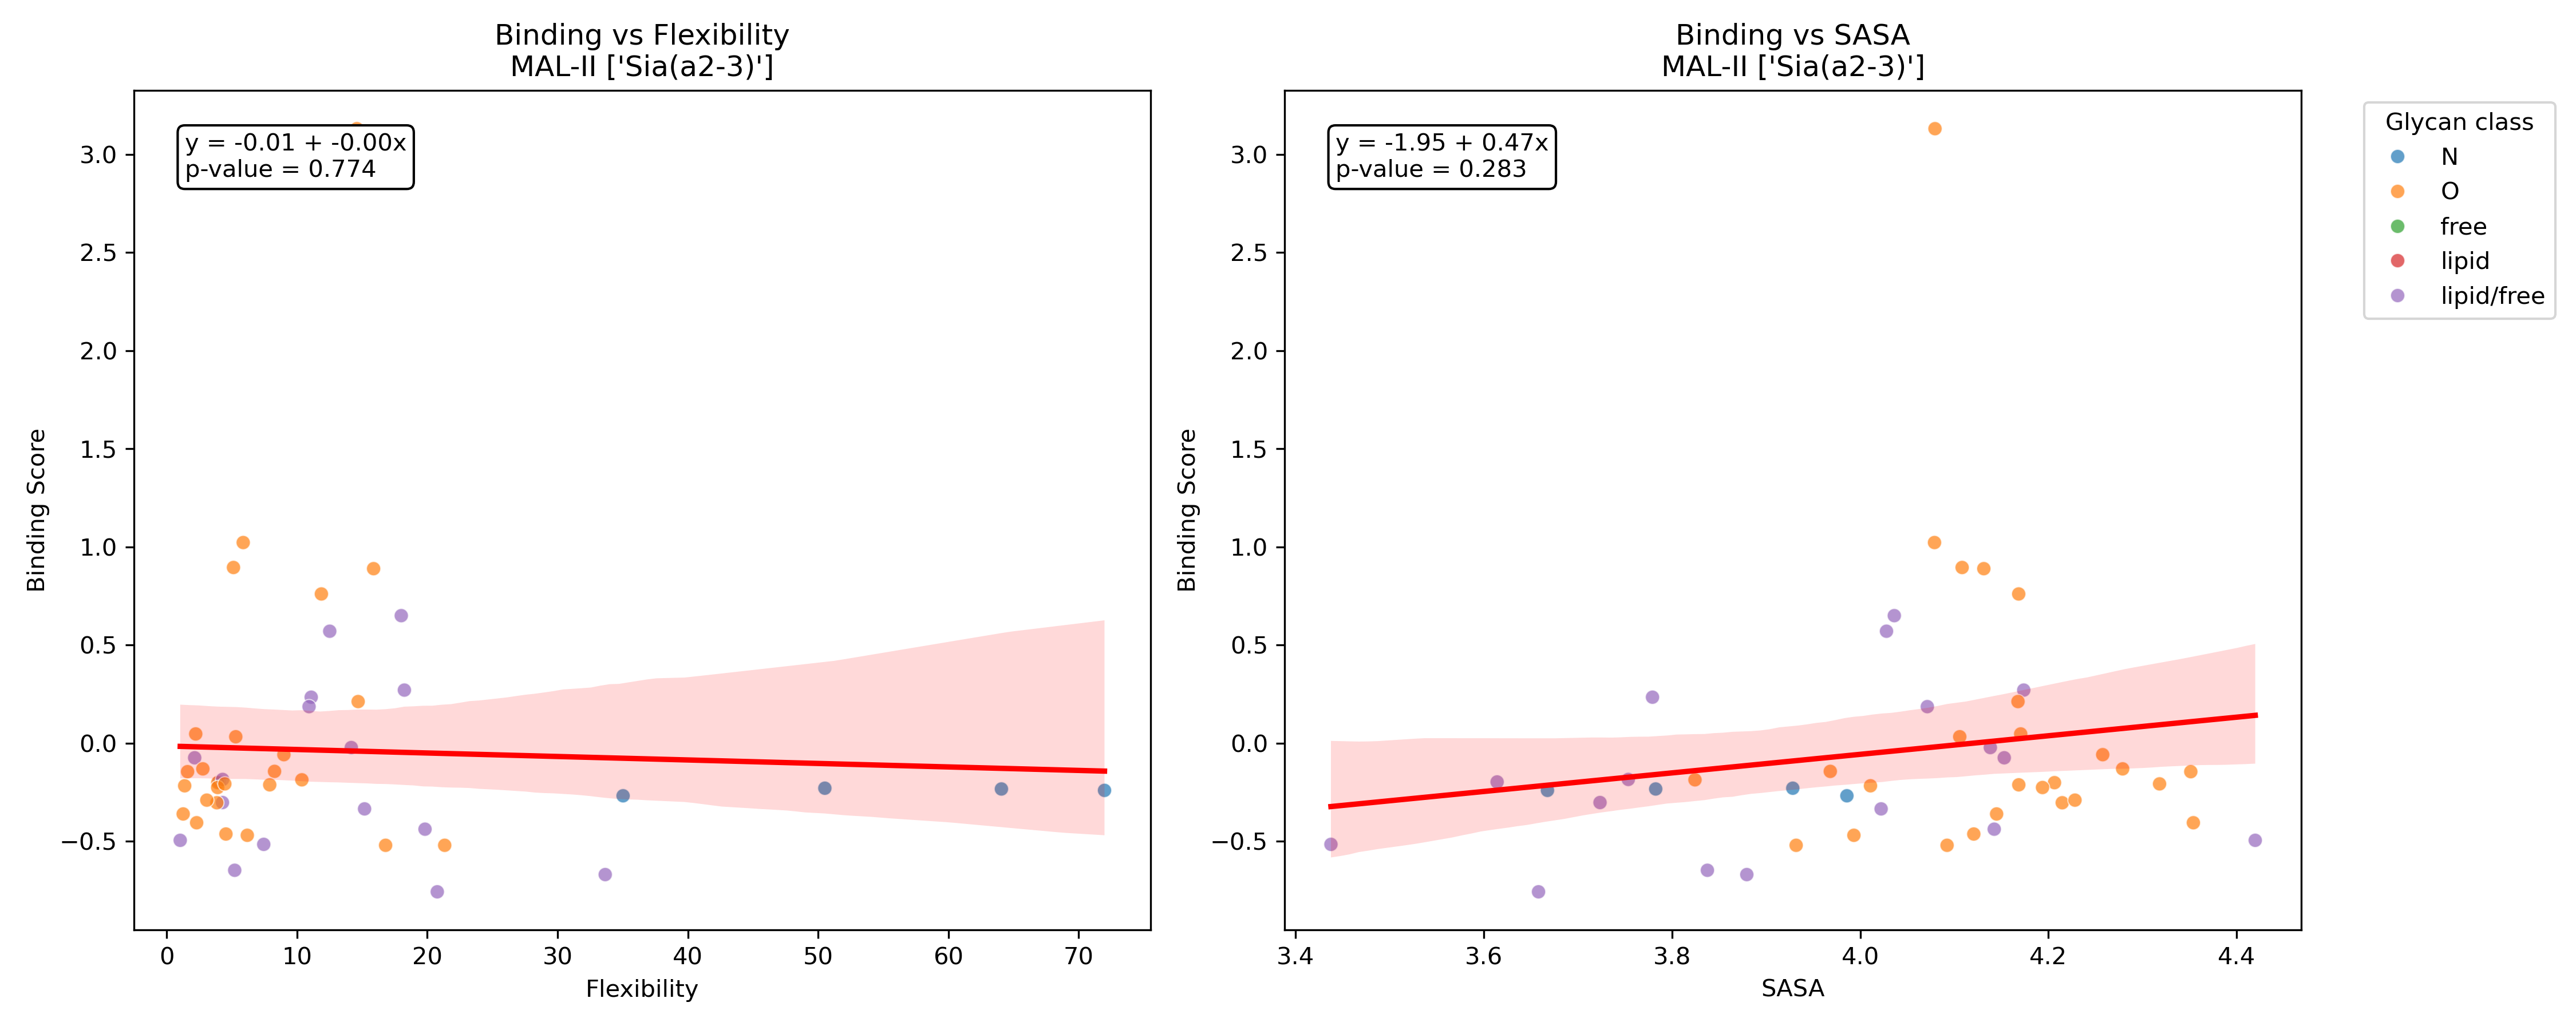 Binding vs Flexibility
MAL-II ['Sia(a2-3)']
y = -0.01 + -0.00x
p-value = 0.774
3.0
2.5
2.0
1.5
1.0
0.5
0.0
−0.5
Binding Score
0 10 20 30 40 50 60 70
Flexibility
Binding vs SASA
MAL-II ['Sia(a2-3)']
y = -1.95 + 0.47x
p-value = 0.283
3.0
2.5
2.0
1.5
1.0
0.5
0.0
−0.5
Binding Score
3.4 3.6 3.8 4.0 4.2 4.4
SASA
Glycan class
N
O
free
lipid
lipid/free